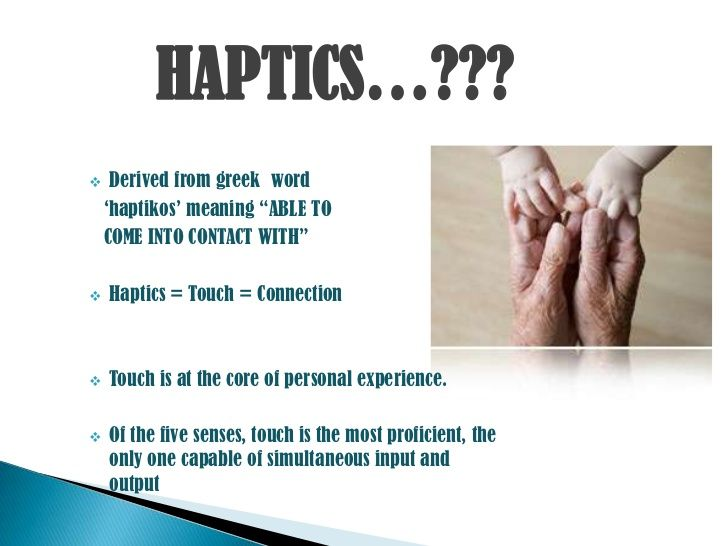 HAPTICS...???
Derived from greek word
‘haptikos’ meaning “ABLE TO
COME INTO CONTACT WITH”
Haptics = Touch = Connection
Touch is at the core of personal experience.
Of the five senses, touch is the most proficient, the
only one capable of simultaneous input and
output